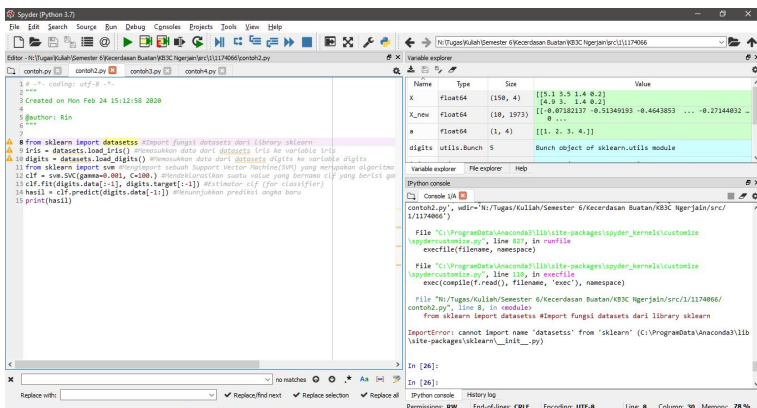 Spyder (Python 3.7)
File Edit Search Source Run Debug Consoles Projects Tools View Help
N:\Tugas\Kuliah\Semester 6\Kecerdasan Buatan\KB3C Ngerjain\src\1\1174066
Editor - N:\Tugas\Kuliah\Semester 6\Kecerdasan Buatan\KB3C Ngerjain\src\1\1174066\contoh2.py
contoh.py contoh2.py contoh3.py contoh4.py
1 # -*- coding: utf-8 -*-
2 """
3 Created on Mon Feb 24 15:12:58 2020
4
5 @author: Rin
6 """
7
8 from sklearn import datasetss #Import fungsi datasets dari library sklearn
9 iris = datasets.load_iris() #Memasukkan data dari datasets iris ke variable iris
10 digits = datasets.load_digits() #Memasukkan data dari datasets digits ke variable digits
11 from sklearn import svm #Mengimport sebuah Support Vector Machine(SVM) yang merupakan algoritma
12 clf = svm.SVC(gamma=0.001, C=100.) #Mendeklarasikan suatu value yang bernama clf yang berisi ga
13 clf.fit(digits.data[:-1], digits.target[:-1]) #Estimator clf (for classifier)
14 hasil = clf.predict(digits.data[-1:]) #Menunjukkan prediksi angka baru
15 print(hasil)
no matches
Aa
Replace with:
Replace/find next Replace selection Replace all
Variable explorer
Name Type Size Value
X float64 (150, 4) [[5.1 3.5 1.4 0.2]
[4.9 3. 1.4 0.2]
X_new float64 (10, 1973) [[-0.07182137 -0.51349193 -0.4643853 ... -0.27144032 ...
0 ...
a float64 (1, 4) [[1. 2. 3. 4.]]
digits utils.Bunch 5 Bunch object of sklearn.utils module
Variable explorer File explorer Help
IPython console
Console 1/A
contoh2.py', wdir='N:/Tugas/Kuliah/Semester 6/Kecerdasan Buatan/KB3C Ngerjain/src/
1/1174066')
File "C:\ProgramData\Anaconda3\lib\site-packages\spyder_kernels\customize
\spydercustomize.py", line 827, in runfile
execfile(filename, namespace)
File "C:\ProgramData\Anaconda3\lib\site-packages\spyder_kernels\customize
\spydercustomize.py", line 110, in execfile
exec(compile(f.read(), filename, 'exec'), namespace)
File "N:/Tugas/Kuliah/Semester 6/Kecerdasan Buatan/KB3C Ngerjain/src/1/1174066/
contoh2.py", line 8, in <module>
from sklearn import datasetss #Import fungsi datasets dari library sklearn
ImportError: cannot import name 'datasetss' from 'sklearn' (C:\ProgramData\Anaconda3\lib
\site-packages\sklearn\__init__.py)
In [26]:
In [26]:
IPython console History log
Permissions: RW End-of-lines: CRLF Encoding: UTF-8 Line: 8 Column: 30 Memory: 78 %